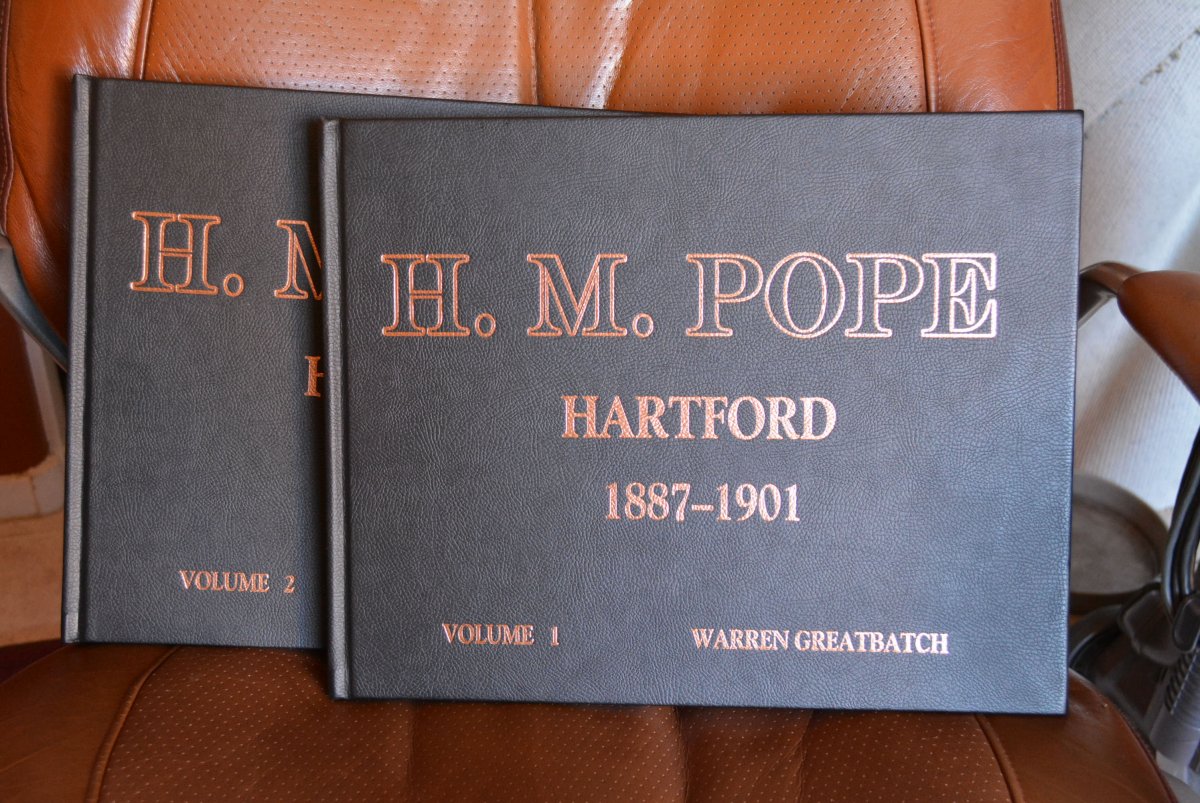 H. M. POPE
HARTFORD
1887–1901
VOLUME 1 WARREN GREATBATCH
H.
VOLUME 2